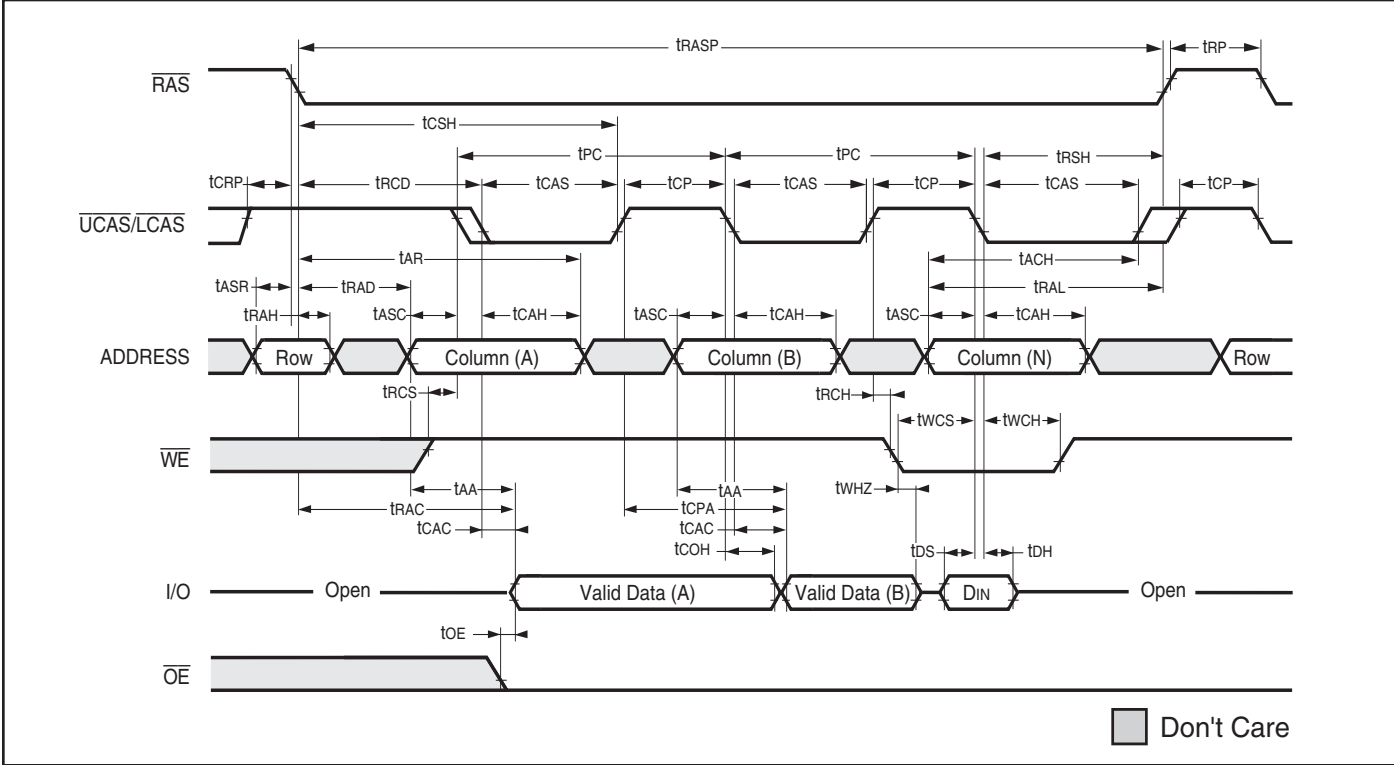 tRASP tRP
RAS
tCSH
tPC tPC tRSH
tCRP tRCD tCAS tCP tCAS tCP tCAS tCP
UCAS/LCAS
tAR tACH
tASR tRAD tRAL
tRAH tASC tCAH tASC tCAH tASC tCAH
ADDRESS Row Column (A) Column (B) Column (N) Row
tRCS tRCH
tWCS tWCH
WE
tAA tAA tWHZ
tRAC tCPA
tCAC tCAC
tCOH tDS tDH
I/O Open Valid Data (A) Valid Data (B) DIN Open
tOE
OE
Don't Care